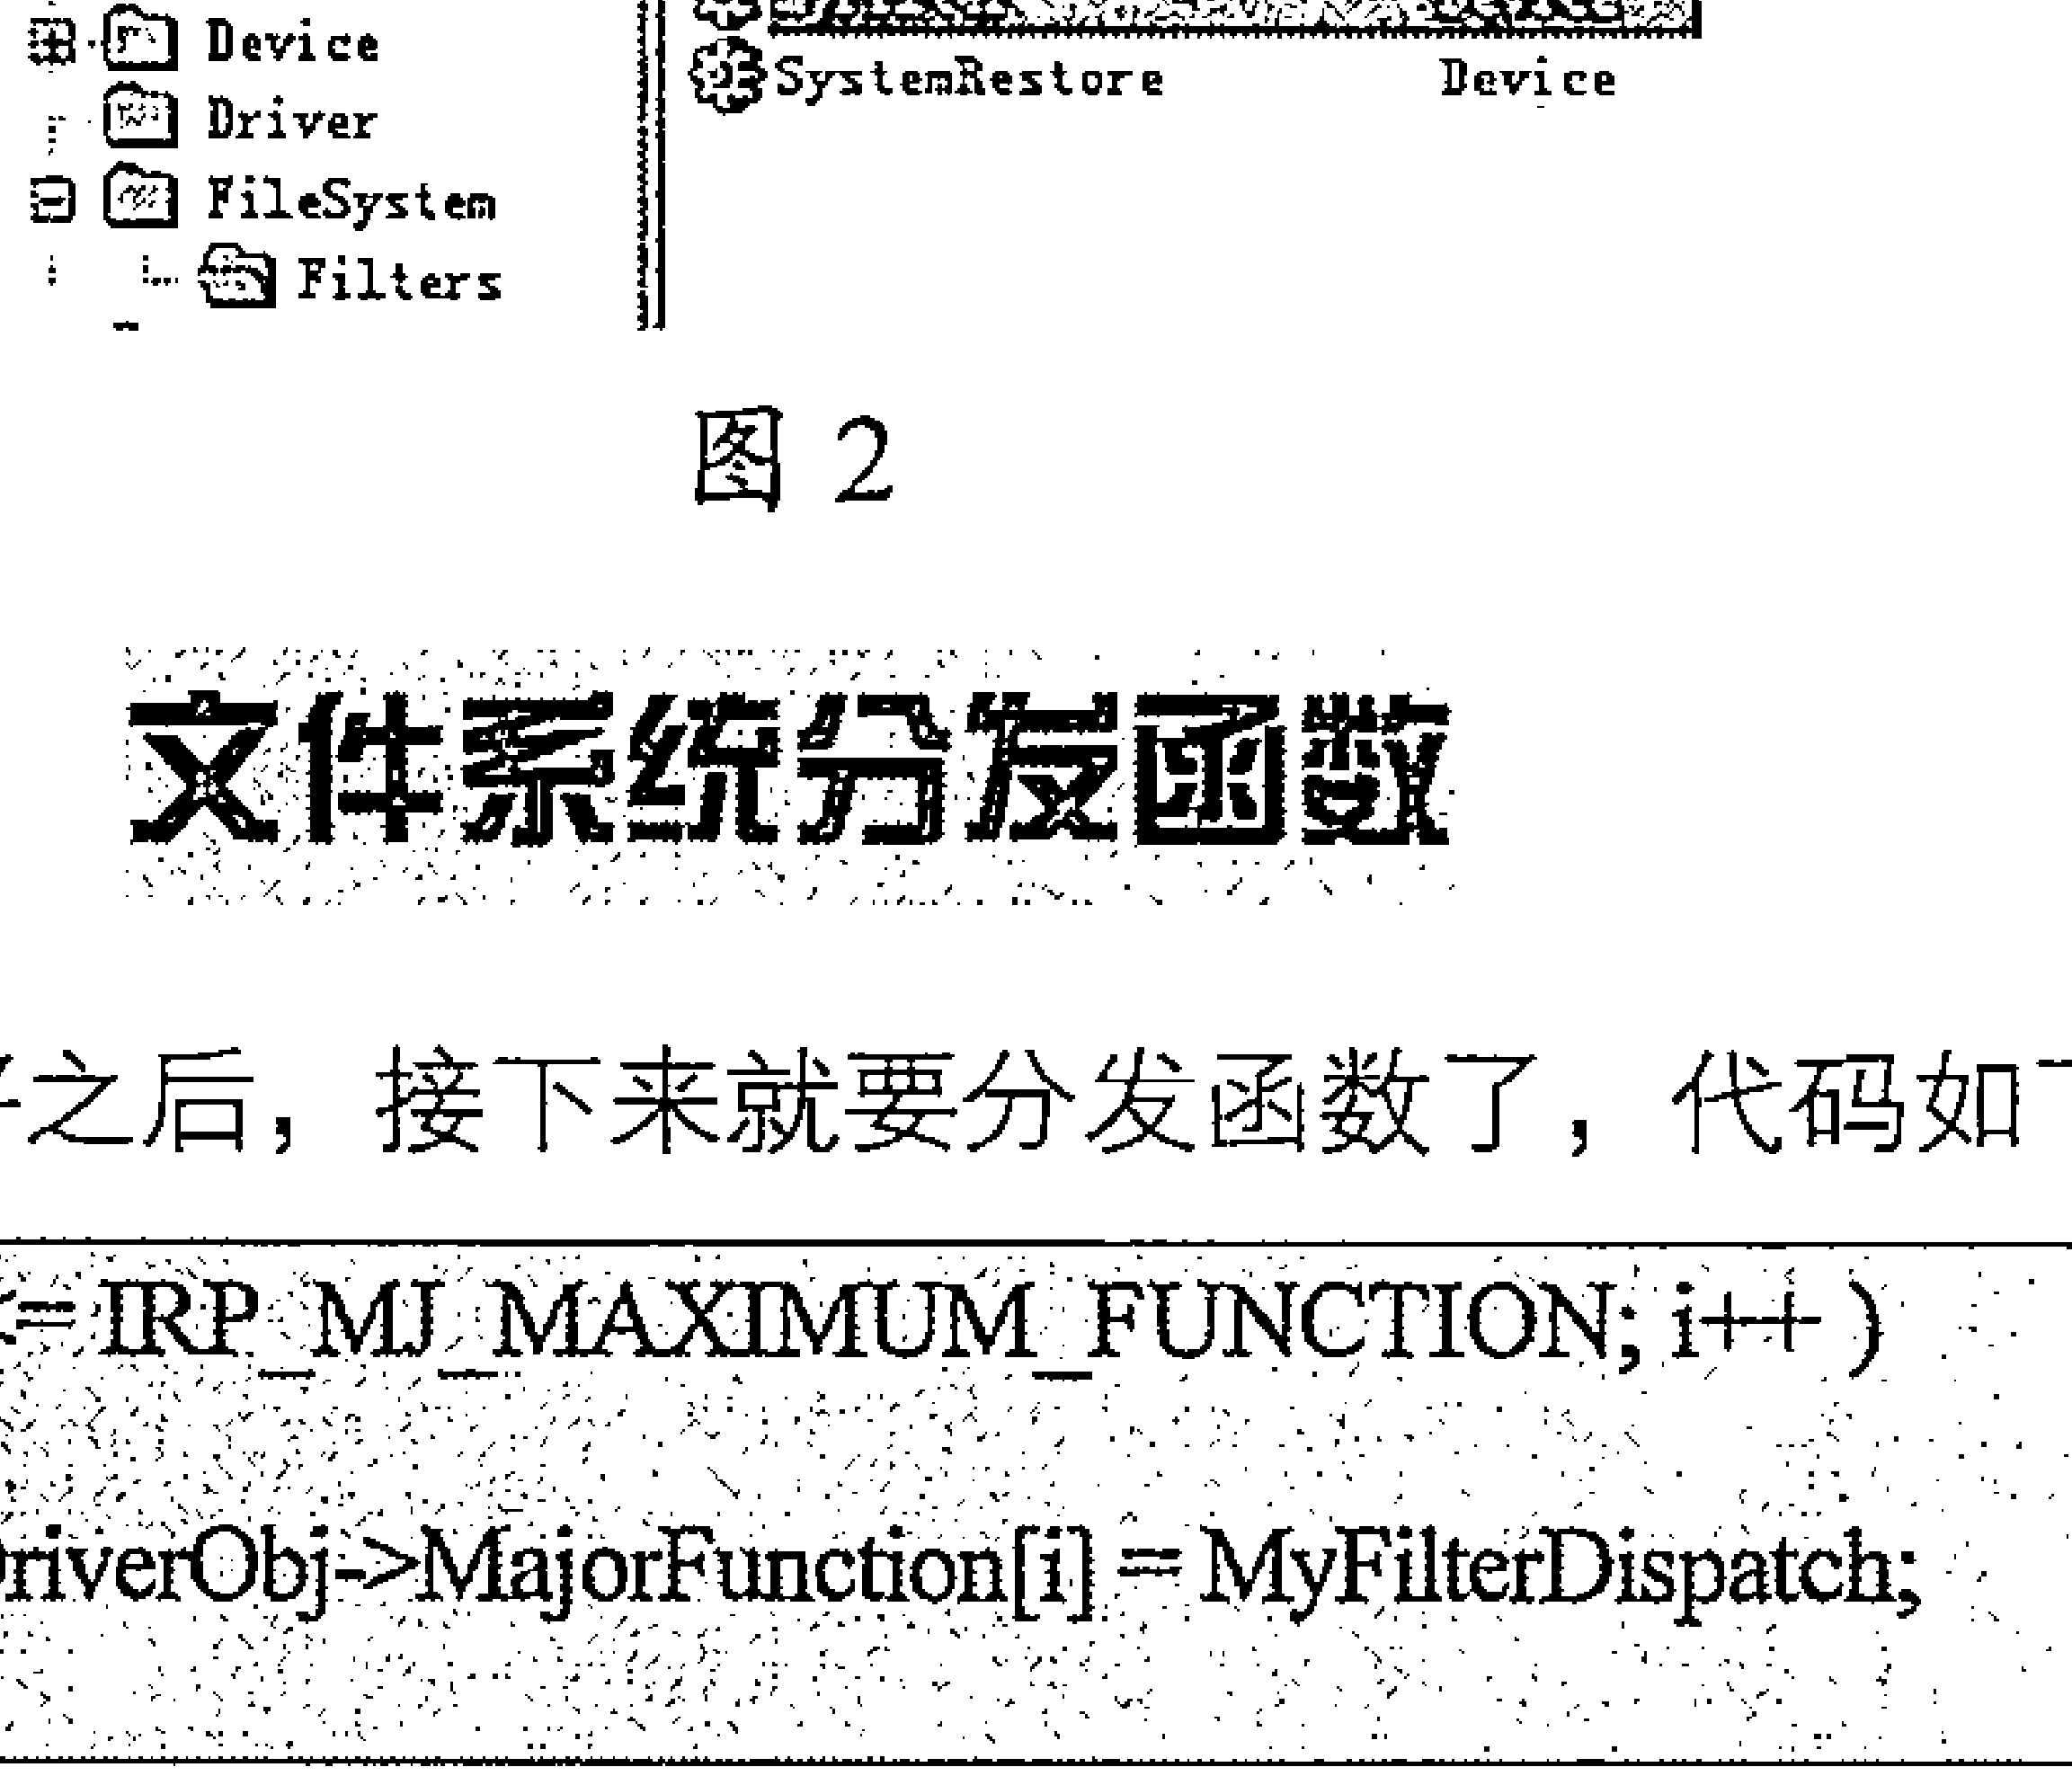 Device
SystemRestore Device
Driver
FileSystem
Filters
图 2
文件系统分发函数
之后，接下来就要分发函数了，代码如
= IRP_MJ_MAXIMUM_FUNCTION; i++ )
riverObj->MajorFunction[i] = MyFilterDispatch;